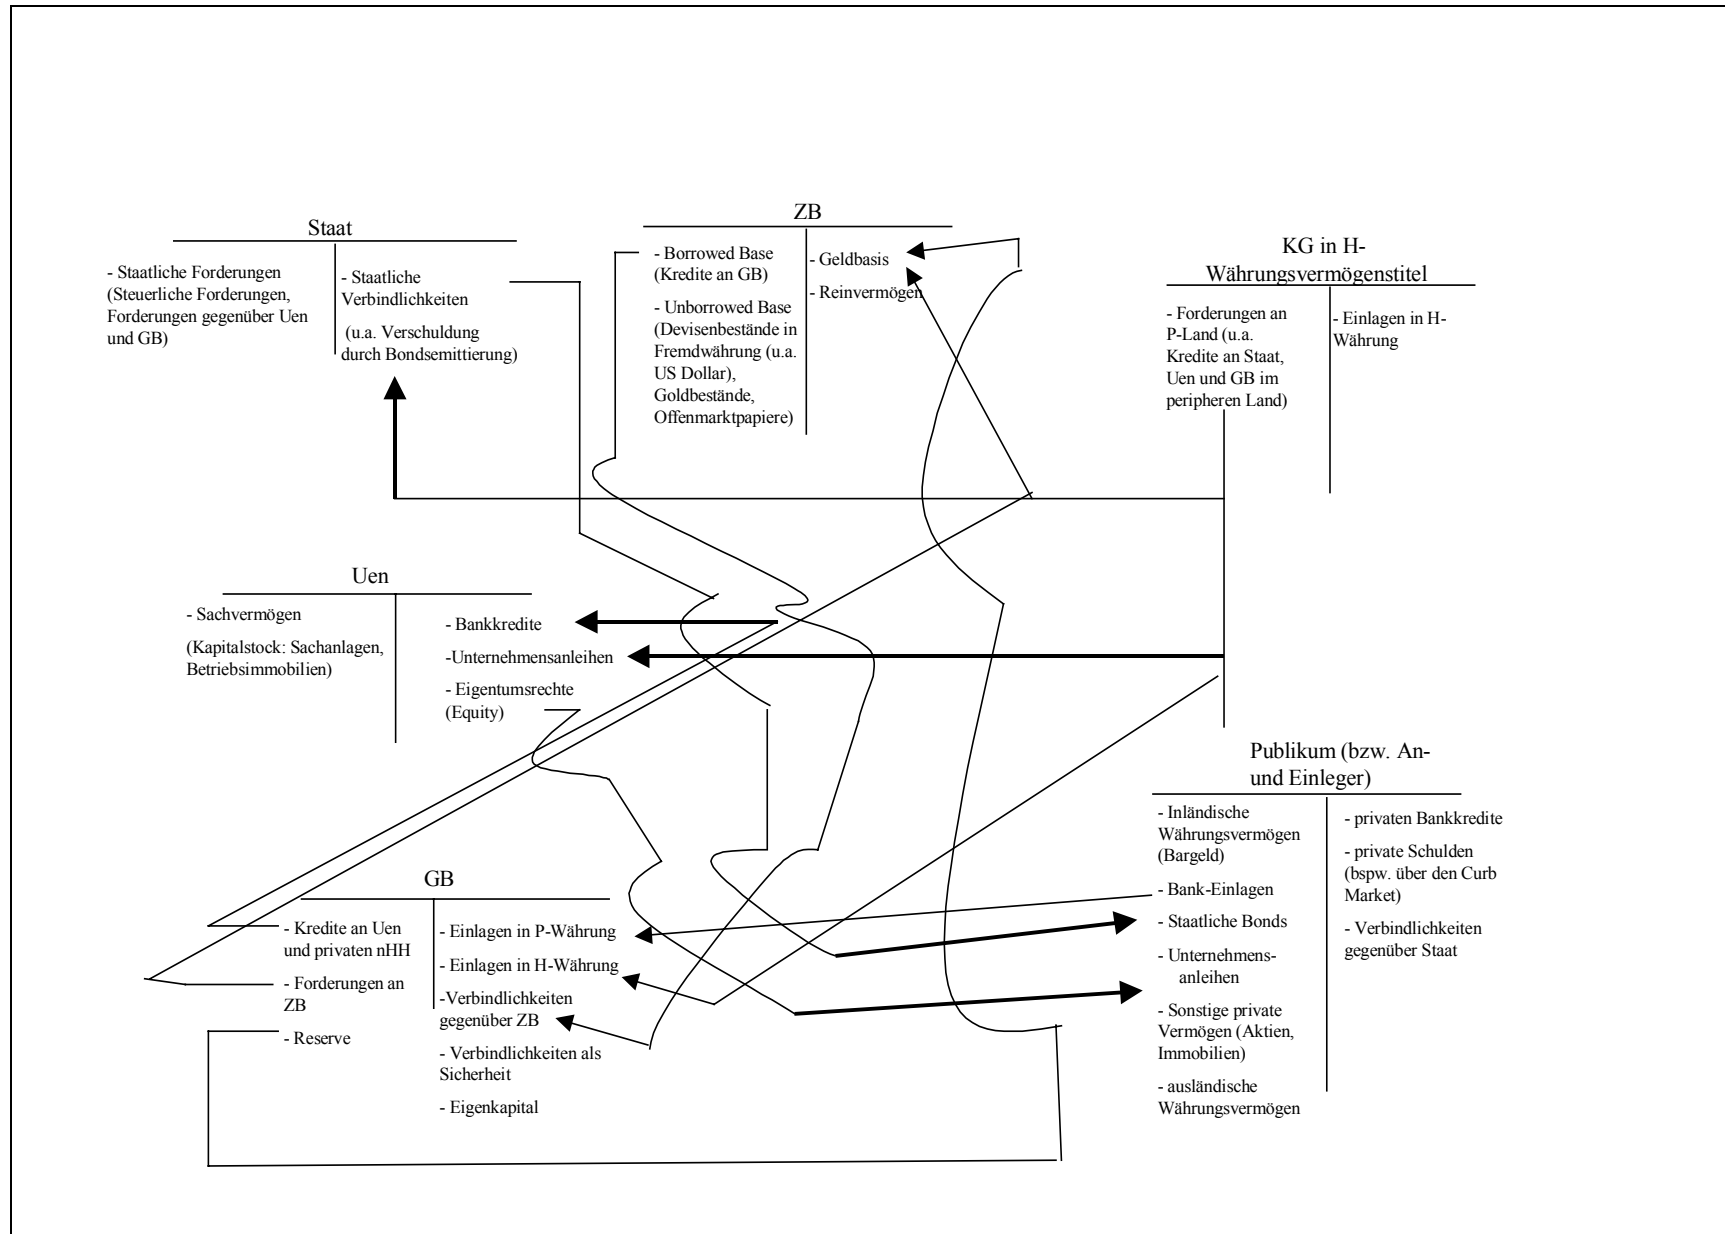 Staat
- Staatliche Forderungen
(Steuerliche Forderungen,
Forderungen gegenüber Uen
und GB)
- Staatliche
Verbindlichkeiten
(u.a. Verschuldung
durch Bondsemittierung)
ZB
- Borrowed Base
(Kredite an GB)
- Unborrowed Base
(Devisenbestände in
Fremdwährung (u.a.
US Dollar),
Goldbestände,
Offenmarktpapiere)
- Geldbasis
- Reinvermögen
KG in H-
Währungsvermögenstitel
- Forderungen an
P-Land (u.a.
Kredite an Staat,
Uen und GB im
peripheren Land)
- Einlagen in H-
Währung
Uen
- Sachvermögen
(Kapitalstock: Sachanlagen,
Betriebsimmobilien)
- Bankkredite
-Unternehmensanleihen
- Eigentumsrechte
(Equity)
GB
- Kredite an Uen
und privaten nHH
- Forderungen an
ZB
- Reserve
- Einlagen in P-Währung
- Einlagen in H-Währung
-Verbindlichkeiten
gegenüber ZB
- Verbindlichkeiten als
Sicherheit
- Eigenkapital
Publikum (bzw. An-
und Einleger)
- Inländische
Währungsvermögen
(Bargeld)
- Bank-Einlagen
- Staatliche Bonds
- Unternehmens-
anleihen
- Sonstige private
Vermögen (Aktien,
Immobilien)
- ausländische
Währungsvermögen
- privaten Bankkredite
- private Schulden
(bspw. über den Curb
Market)
- Verbindlichkeiten
gegenüber Staat